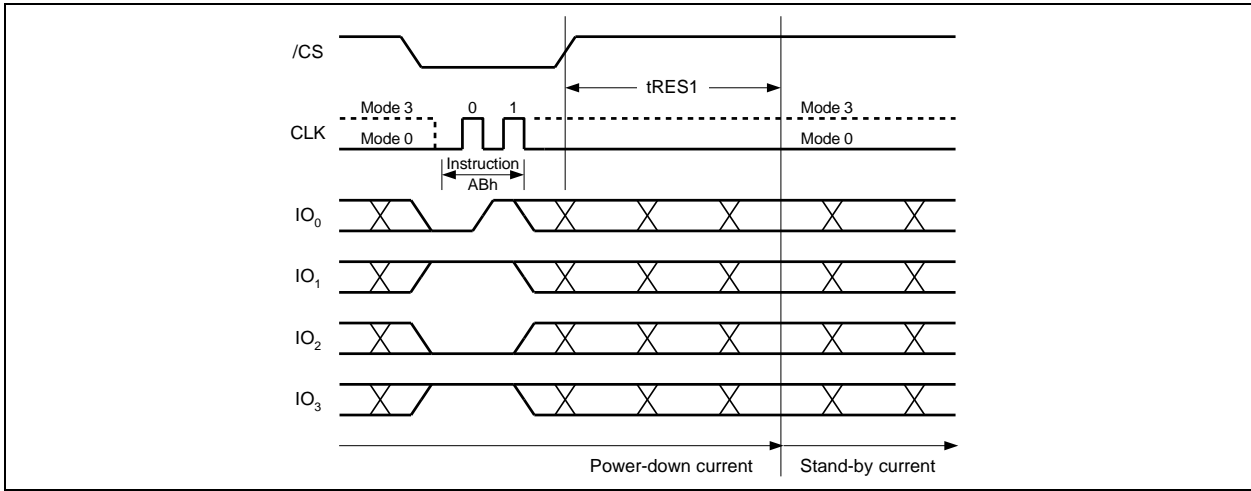 /CS
tRES1
Mode 3 0 1 Mode 3
CLK
Mode 0 Mode 0
Instruction
ABh
IO0
IO1
IO2
IO3
Power-down current Stand-by current